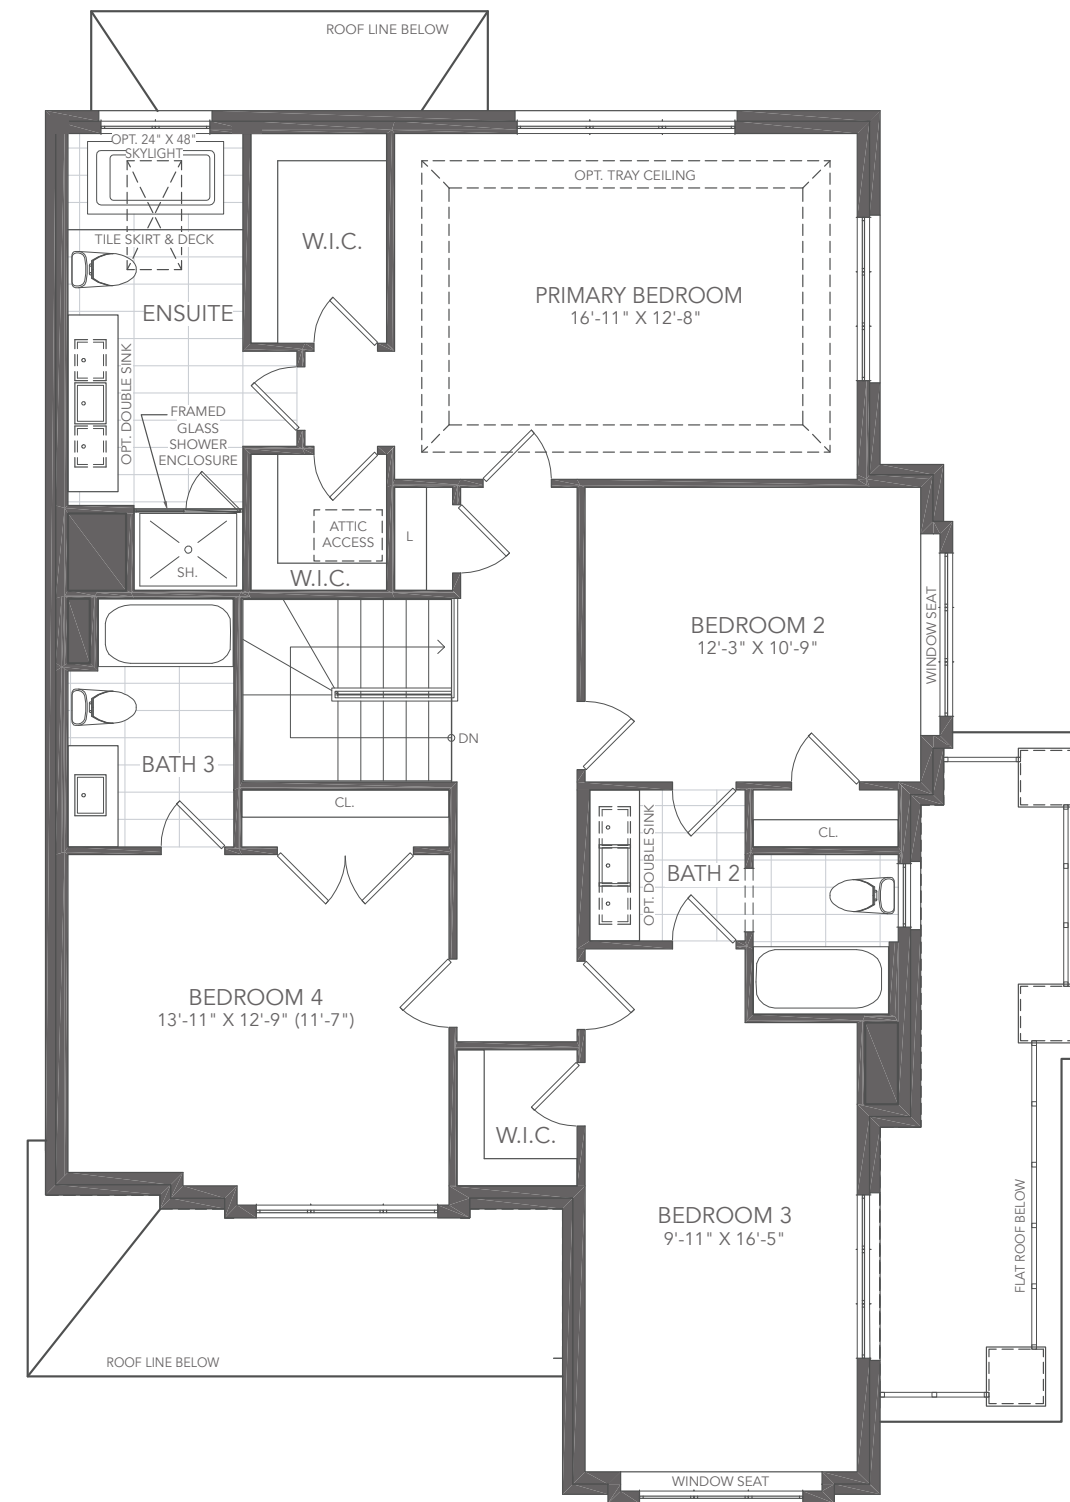 ROOF LINE BELOW
OPT. 24" X 48"
SKYLIGHT
OPT. TRAY CEILING
TILE SKIRT & DECK
W.I.C.
PRIMARY BEDROOM
16'-11" X 12'-8"
ENSUITE
OPT. DOUBLE SINK
FRAMED
GLASS
SHOWER
ENCLOSURE
ATTIC
ACCESS
L
SH.
W.I.C.
BEDROOM 2
12'-3" X 10'-9"
WINDOW SEAT
DN
BATH 3
CL.
OPT. DOUBLE SINK
BATH 2
CL.
BEDROOM 4
13'-11" X 12'-9" (11'-7")
W.I.C.
BEDROOM 3
9'-11" X 16'-5"
FLAT ROOF BELOW
ROOF LINE BELOW
WINDOW SEAT